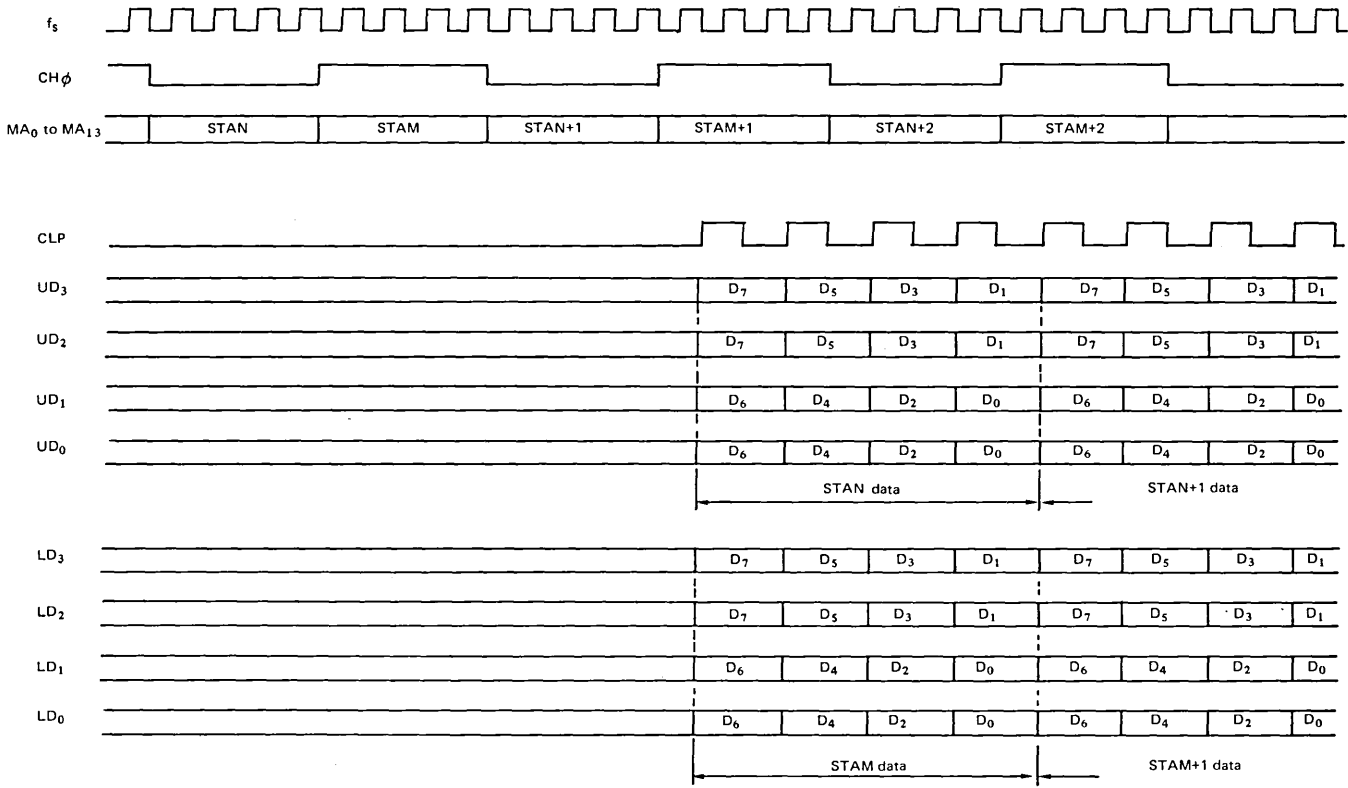 fs
CHφ
MA0 to MA13 STAN STAM STAN+1 STAM+1 STAN+2 STAM+2
CLP
UD3 D7 D5 D3 D1 D7 D5 D3 D1
UD2 D7 D5 D3 D1 D7 D5 D3 D1
UD1 D6 D4 D2 D0 D6 D4 D2 D0
UD0 D6 D4 D2 D0 D6 D4 D2 D0
STAN data STAN+1 data
LD3 D7 D5 D3 D1 D7 D5 D3 D1
LD2 D7 D5 D3 D1 D7 D5 D3 D1
LD1 D6 D4 D2 D0 D6 D4 D2 D0
LD0 D6 D4 D2 D0 D6 D4 D2 D0
STAM data STAM+1 data